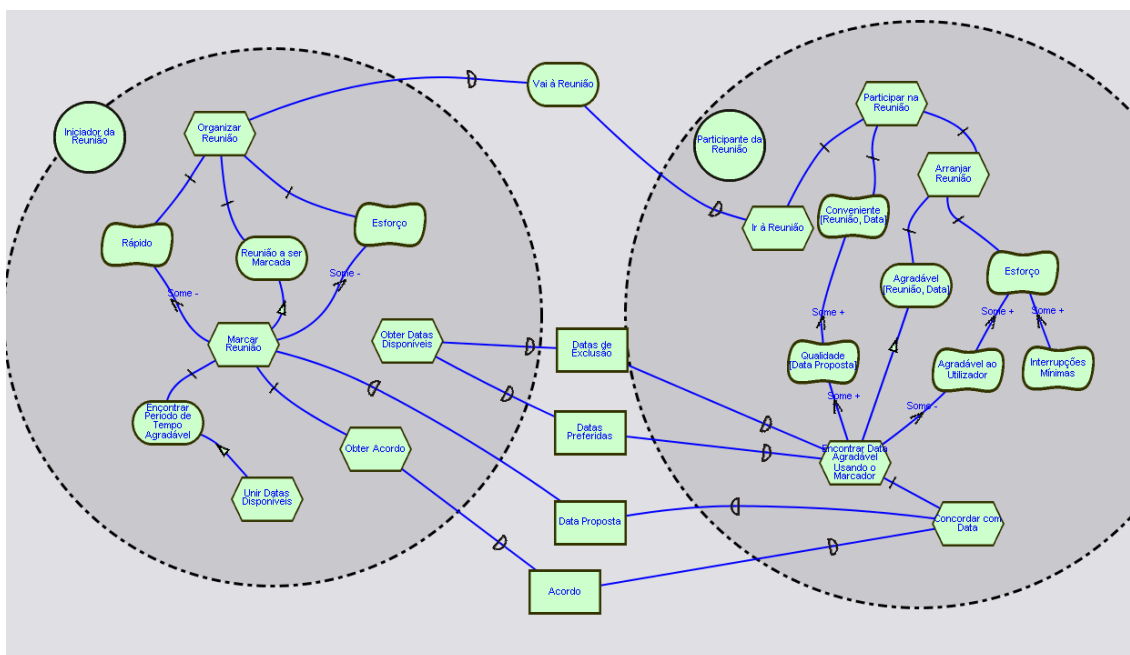 Iniciador da
Reunião
Organizar
Reunião
Rápido
Reunião a ser
Marcada
Esforço
Some -
Some -
Marcar
Reunião
Encontrar
Periodo de
Tempo
Agradável
Unir Datas
Disponíveis
Obter Acordo
Obter Datas
Disponíveis
Vai à Reunião
Datas de
Exclusão
Datas
Preferidas
Data Proposta
Acordo
Participante da
Reunião
Participar na
Reunião
Ir à Reunião
Conveniente
[Reunião, Data]
Arranjar
Reunião
Agradável
[Reunião, Data]
Esforço
Some +
Some +
Some +
Qualidade
[Data Proposta]
Agradável ao
Utilizador
Interrupções
Mínimas
Some +
Some -
Encontrar Data
Agradável
Usando o
Marcador
Concordar com
Data